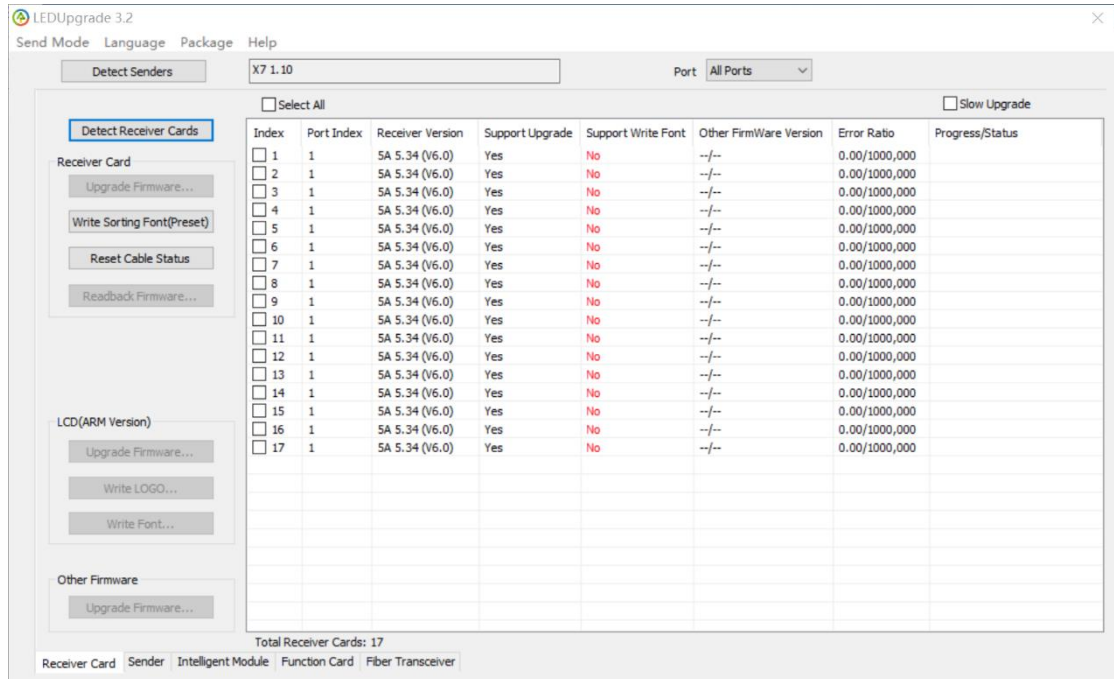 LEDUpgrade 3.2
Send Mode Language Package Help
Detect Senders X7 1.10 Port All Ports
Select All Slow Upgrade
Detect Receiver Cards
Receiver Card
Upgrade Firmware...
Write Sorting Font(Preset)
Reset Cable Status
Readback Firmware...
LCD(ARM Version)
Upgrade Firmware...
Write LOGO...
Write Font...
Other Firmware
Upgrade Firmware...
Index Port Index Receiver Version Support Upgrade Support Write Font Other FirmWare Version Error Ratio Progress/Status
1 1 5A 5.34 (V6.0) Yes No --/-- 0.00/1000,000
2 1 5A 5.34 (V6.0) Yes No --/-- 0.00/1000,000
3 1 5A 5.34 (V6.0) Yes No --/-- 0.00/1000,000
4 1 5A 5.34 (V6.0) Yes No --/-- 0.00/1000,000
5 1 5A 5.34 (V6.0) Yes No --/-- 0.00/1000,000
6 1 5A 5.34 (V6.0) Yes No --/-- 0.00/1000,000
7 1 5A 5.34 (V6.0) Yes No --/-- 0.00/1000,000
8 1 5A 5.34 (V6.0) Yes No --/-- 0.00/1000,000
9 1 5A 5.34 (V6.0) Yes No --/-- 0.00/1000,000
10 1 5A 5.34 (V6.0) Yes No --/-- 0.00/1000,000
11 1 5A 5.34 (V6.0) Yes No --/-- 0.00/1000,000
12 1 5A 5.34 (V6.0) Yes No --/-- 0.00/1000,000
13 1 5A 5.34 (V6.0) Yes No --/-- 0.00/1000,000
14 1 5A 5.34 (V6.0) Yes No --/-- 0.00/1000,000
15 1 5A 5.34 (V6.0) Yes No --/-- 0.00/1000,000
16 1 5A 5.34 (V6.0) Yes No --/-- 0.00/1000,000
17 1 5A 5.34 (V6.0) Yes No --/-- 0.00/1000,000
Total Receiver Cards: 17
Receiver Card Sender Intelligent Module Function Card Fiber Transceiver